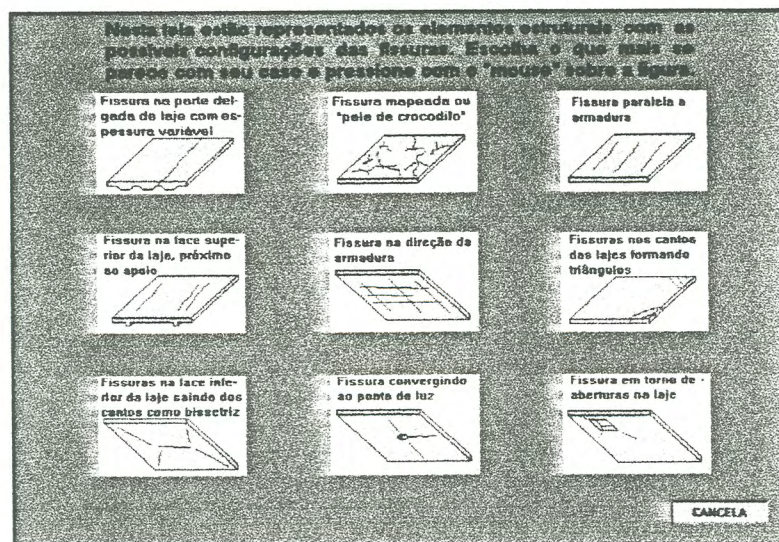 Nesta tela estão representados os elementos estruturais com as
possíveis configurações das fissuras. Escolha o que mais se
parece com seu caso e pressione com o "mouse" sobre a figura.
Fissura na parte del-
gada de laje com es-
pessura variável
Fissura mapeada ou
"pele de crocodilo"
Fissura paralela a
armadura
Fissura na face supe-
rior da laje, próximo
ao apoio
Fissura na direção da
armadura
Fissuras nos cantos
das lajes formando
triângulos
Fissuras na face infe-
rior da laje saindo dos
cantos como bissetriz
Fissura convergindo
ao ponto de luz
Fissura em torno de
aberturas na laje
CANCELA